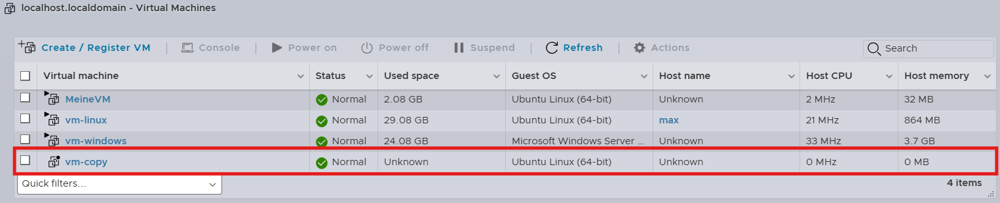 localhost.localdomain - Virtual Machines
Create / Register VM Console Power on Power off Suspend Refresh Actions Search
Virtual machine Status Used space Guest OS Host name Host CPU Host memory
MeineVM Normal 2.08 GB Ubuntu Linux (64-bit) Unknown 2 MHz 32 MB
vm-linux Normal 29.08 GB Ubuntu Linux (64-bit) max 21 MHz 864 MB
vm-windows Normal 24.08 GB Microsoft Windows Server ... Unknown 33 MHz 3.7 GB
vm-copy Normal Unknown Ubuntu Linux (64-bit) Unknown 0 MHz 0 MB
Quick filters... 4 items